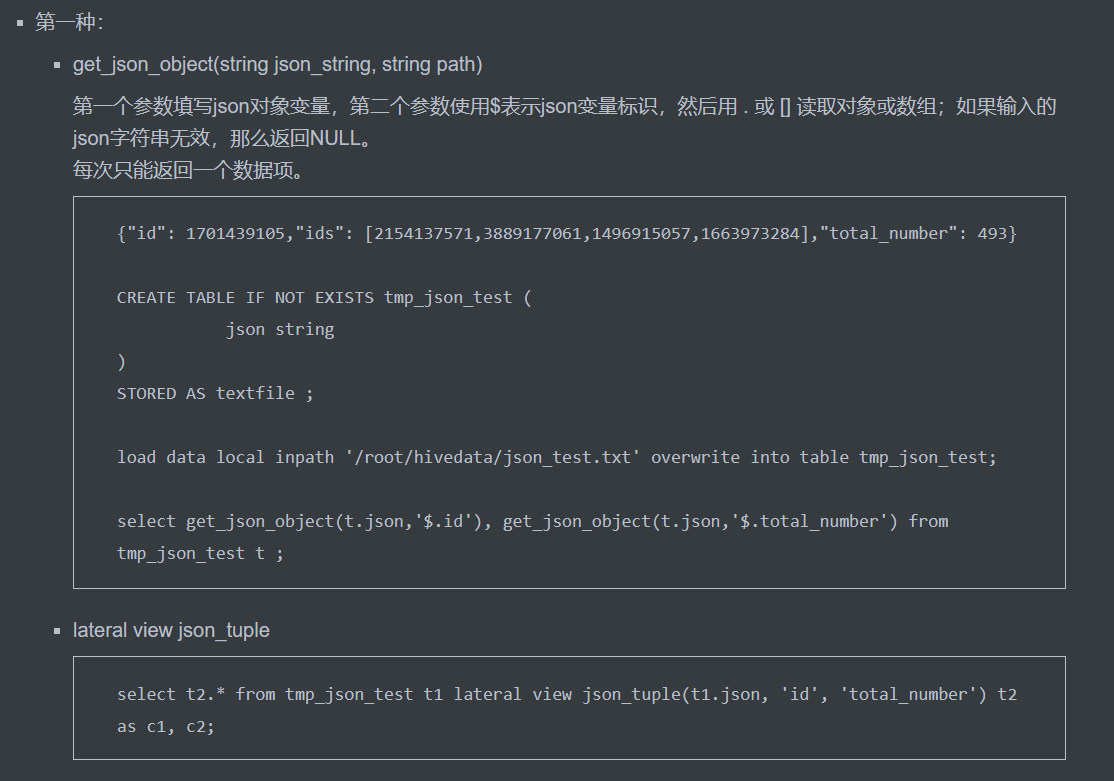 第一种：
get_json_object(string json_string, string path)
第一个参数填写json对象变量，第二个参数使用$表示json变量标识，然后用 . 或 [] 读取对象或数组；如果输入的
json字符串无效，那么返回NULL。
每次只能返回一个数据项。
{"id": 1701439105,"ids": [2154137571,3889177061,1496915057,1663973284],"total_number": 493}
CREATE TABLE IF NOT EXISTS tmp_json_test (
json string
)
STORED AS textfile ;
load data local inpath '/root/hivedata/json_test.txt' overwrite into table tmp_json_test;
select get_json_object(t.json,'$.id'), get_json_object(t.json,'$.total_number') from
tmp_json_test t ;
lateral view json_tuple
select t2.* from tmp_json_test t1 lateral view json_tuple(t1.json, 'id', 'total_number') t2
as c1, c2;